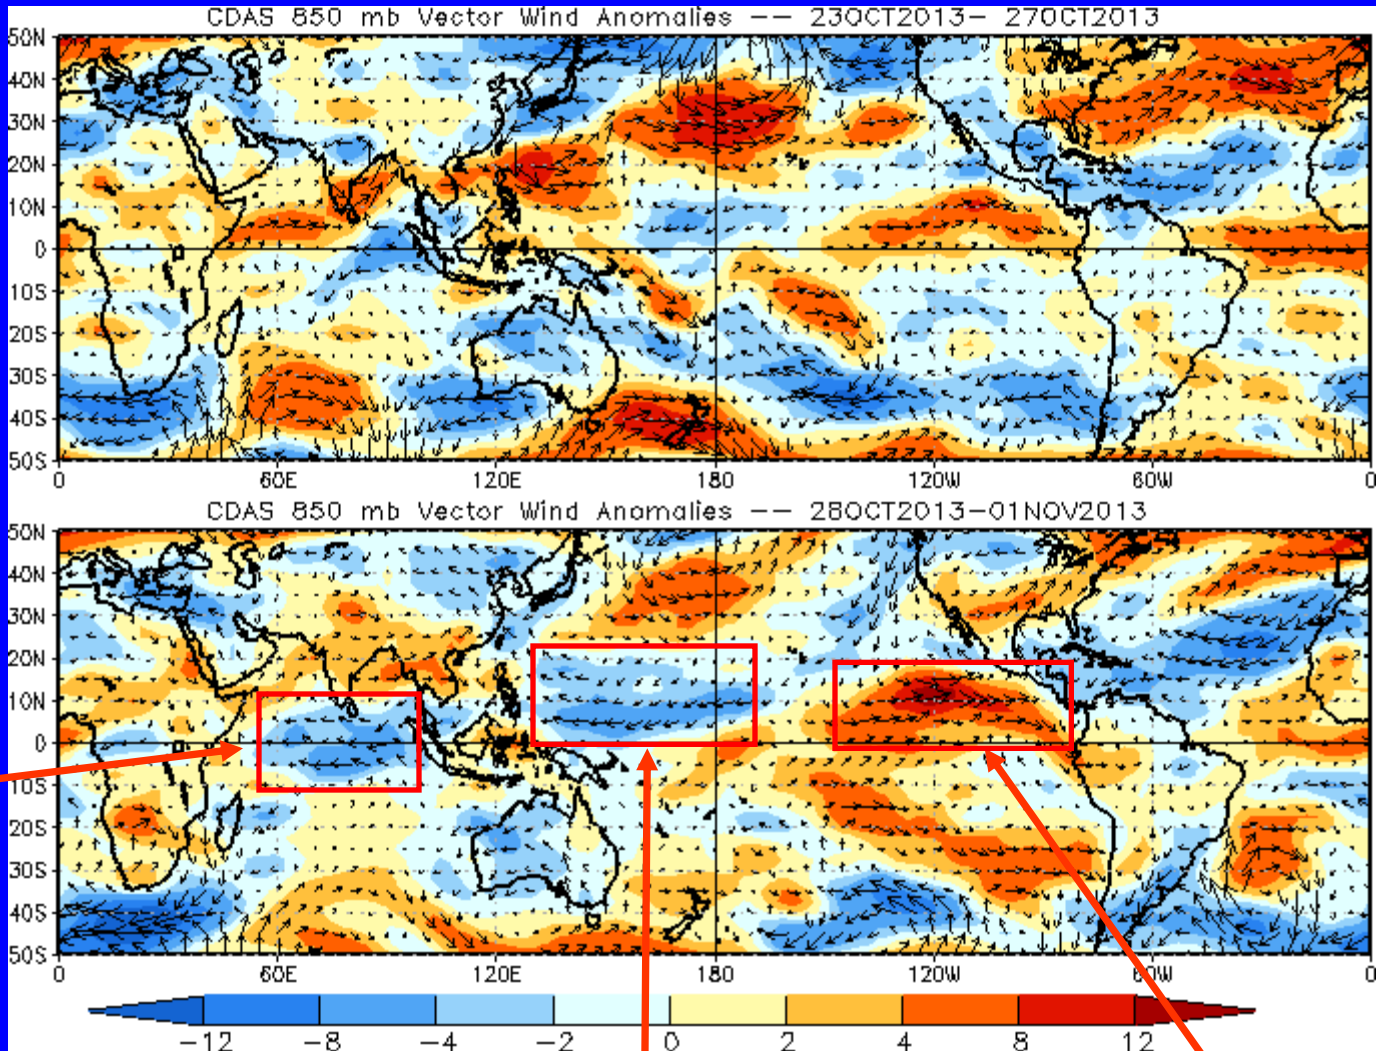 CDAS 850 mb Vector Wind Anomalies -- 23OCT2013- 27OCT2013
50N
40N
30N
20N
10N
0
10S
20S
30S
40S
50S
0 60E 120E 180 120W 60W 0
CDAS 850 mb Vector Wind Anomalies -- 28OCT2013-01NOV2013
50N
40N
30N
20N
10N
0
10S
20S
30S
40S
50S
0 60E 120E 180 120W 60W 0
-12 -8 -4 -2 0 2 4 8 12